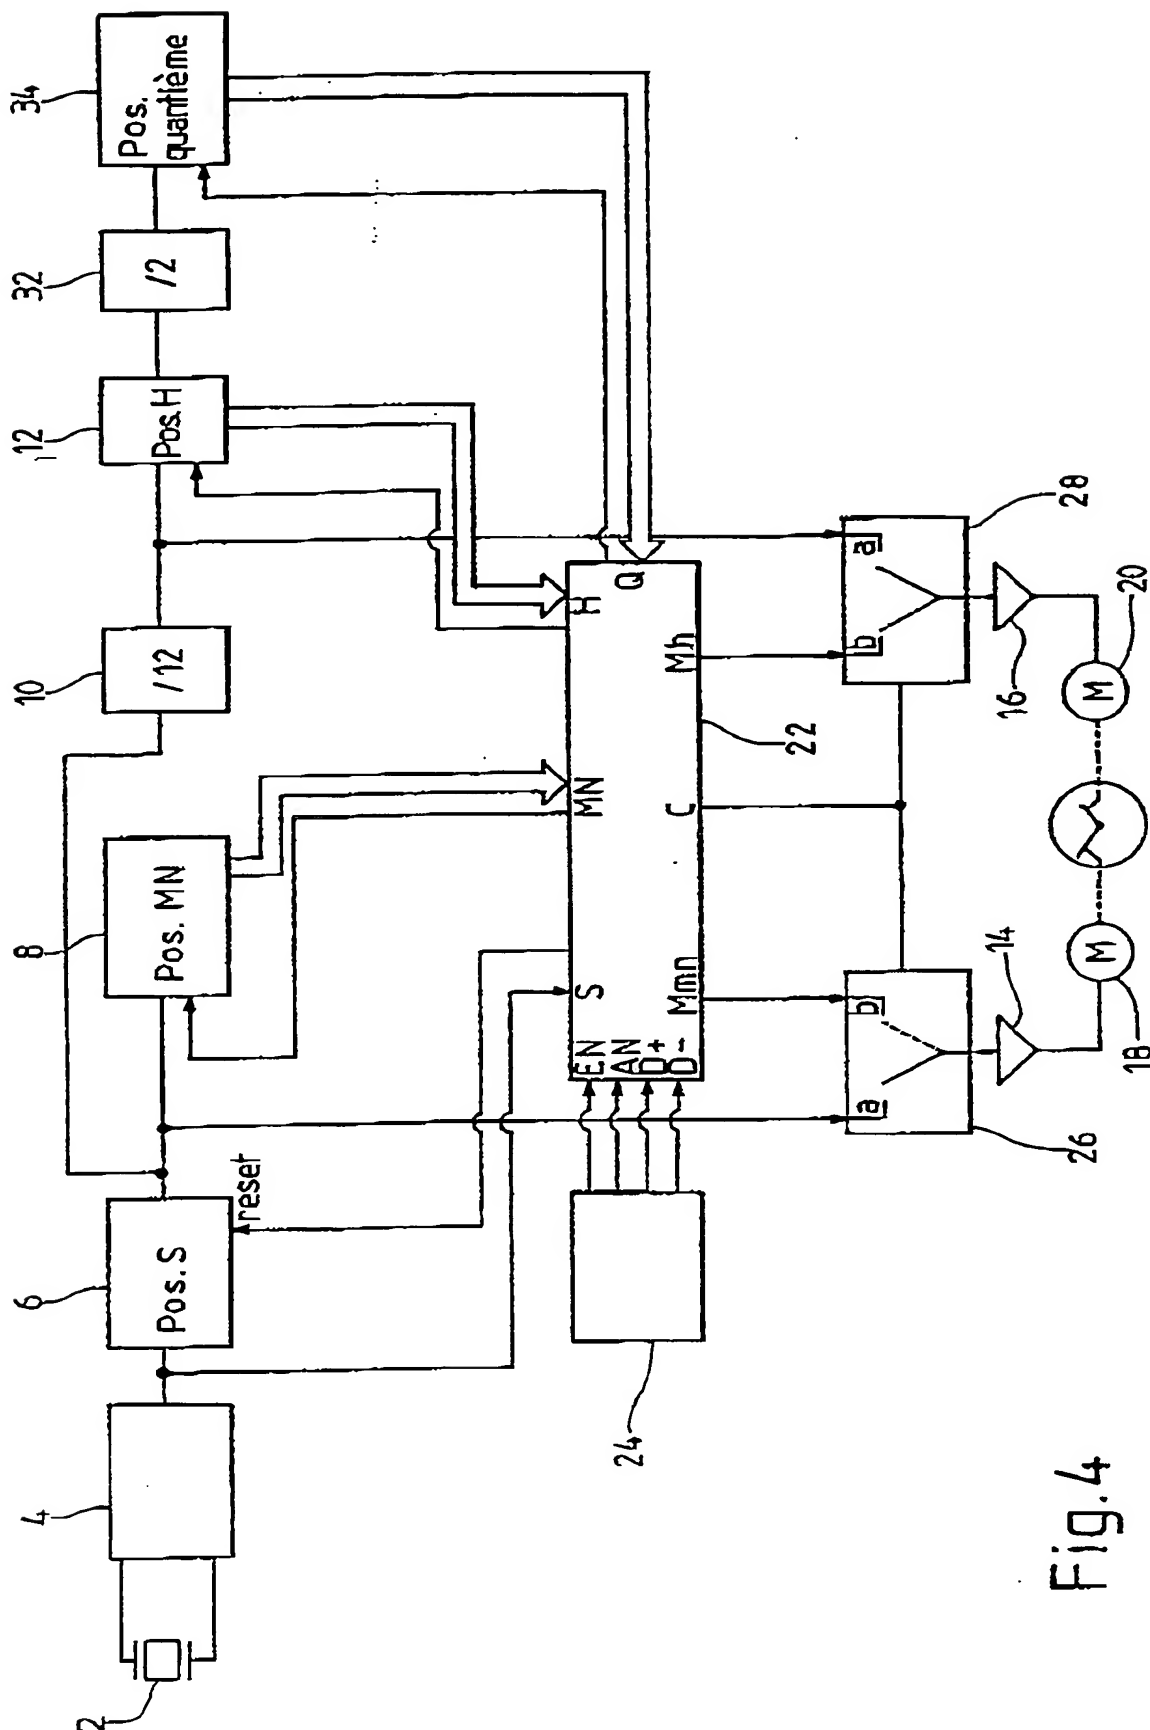 2
4
6
8
10
12
32
34
Pos. S
reset
Pos. MN
/12
Pos. H
/2
Pos.
quantième
24
EN
AN
D+
D-
S
MN
H
Q
Mmn
C
Mh
22
a
b
26
b
a
28
14
16
18
M
M
20
Fig. 4